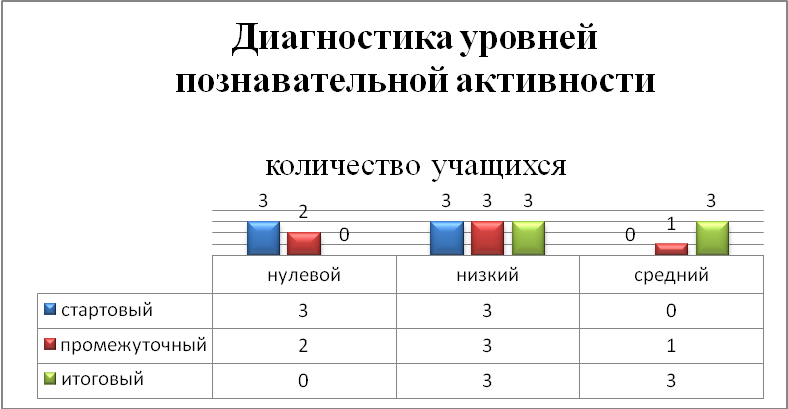 Диагностика уровней
познавательной активности
количество учащихся
3 2 0 3 3 3 0 1 3
нулевой низкий средний
стартовый 3 3 0
промежуточный 2 3 1
итоговый 0 3 3